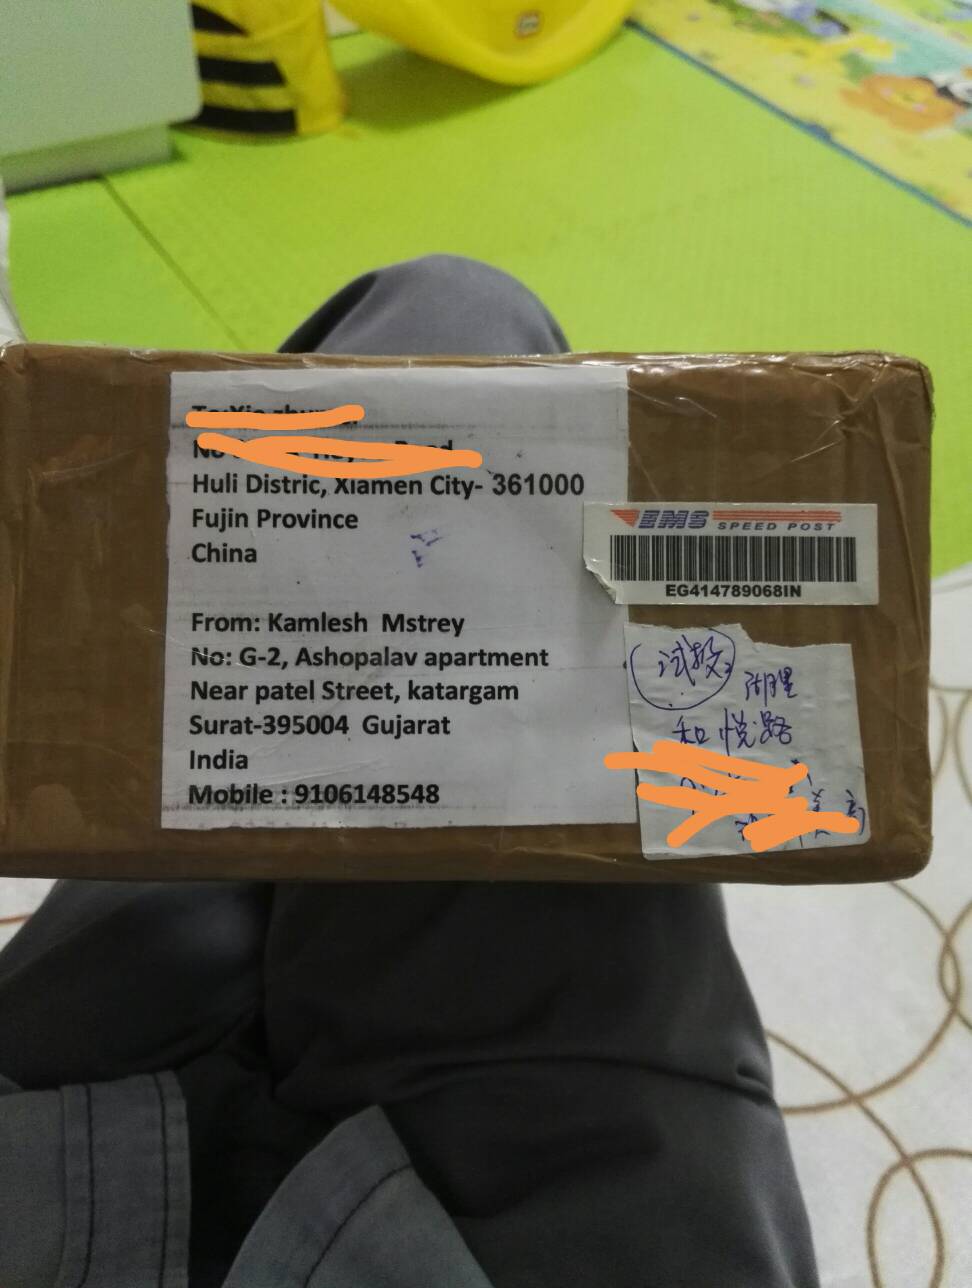 Huli Distric, Xiamen City- 361000
Fujin Province
China
From: Kamlesh Mstrey
No: G-2, Ashopalav apartment
Near patel Street, katargam
Surat-395004 Gujarat
India
Mobile : 9106148548
EMS SPEED POST
EG414789068IN
试投
湖里
和悦路